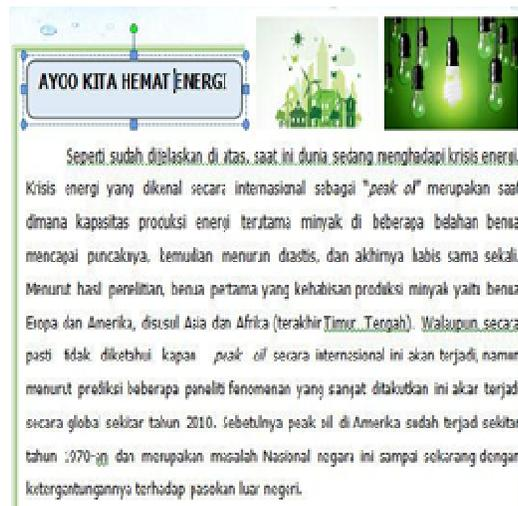 AYOO KITA HEMAT ENERGI
Seperti sudah dijelaskan di atas, saat ini dunia sedang menghadapi krisis energi.
Krisis energi yang dikenal secara internasional sebagai "peak oil" merupakan saat
dimana kapasitas produksi energi terutama minyak di beberapa belahan benua
mencapai puncaknya, kemudian menurun drastis, dan akhirnya habis sama sekali.
Menurut hasil penelitian, benua pertama yang kehabisan produksi minyak yaitu benua
Eropa dan Amerika, disusul Asia dan Afrika (terakhir Timur Tengah). Walaupun secara
pasti tidak diketahui kapan peak oil secara internasional ini akan terjadi, namun
menurut prediksi beberapa peneliti fenomenan yang sangat ditakutkan ini akan terjadi
secara global sekitar tahun 2010. Sebetulnya peak oil di Amerika sudah terjadi sekitar
tahun 1970-an dan merupakan masalah Nasional negara ini sampai sekarang dengan
ketergantungannya terhadap pasokan luar negeri.